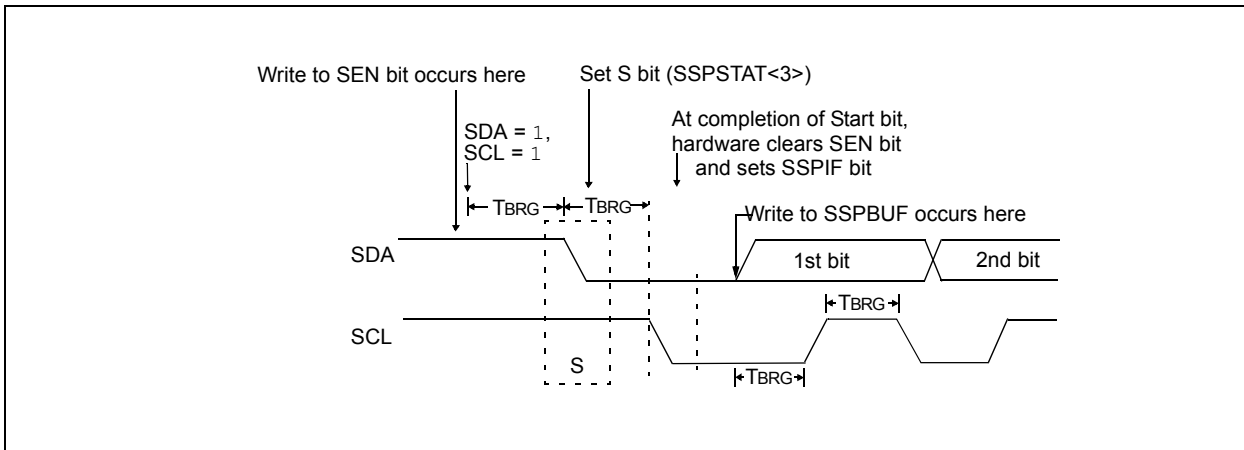 Write to SEN bit occurs here
Set S bit (SSPSTAT<3>)
SDA = 1,
SCL = 1
At completion of Start bit,
hardware clears SEN bit
and sets SSPIF bit
TBRG
TBRG
Write to SSPBUF occurs here
SDA
1st bit
2nd bit
TBRG
SCL
S
TBRG